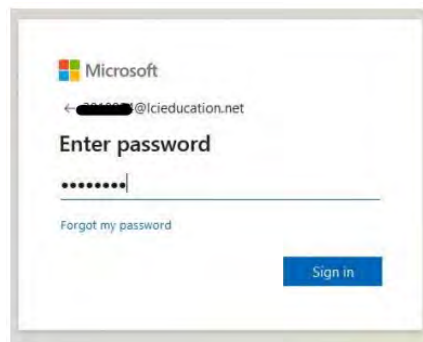 Microsoft
@lcieducation.net
Enter password
Forgot my password
Sign in